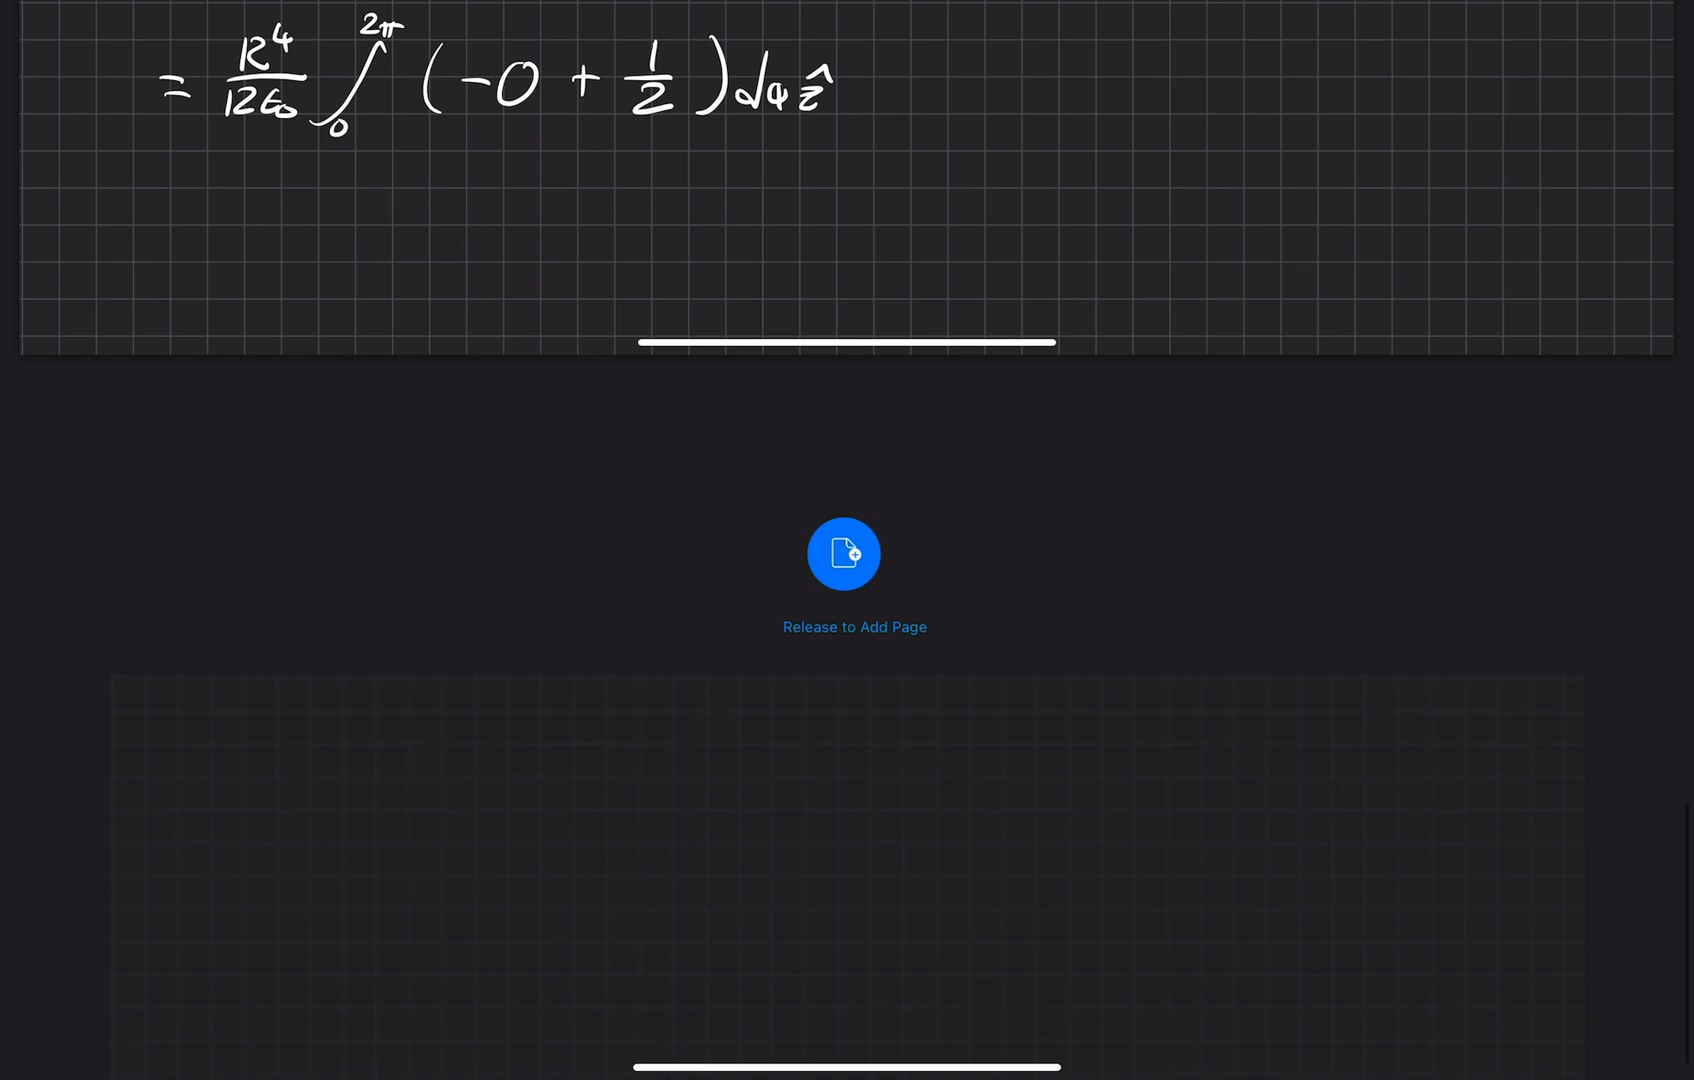 = R⁴/12ε₀ ∫₀^2π (-0 + 1/2) dφ ẑ
Release to Add Page